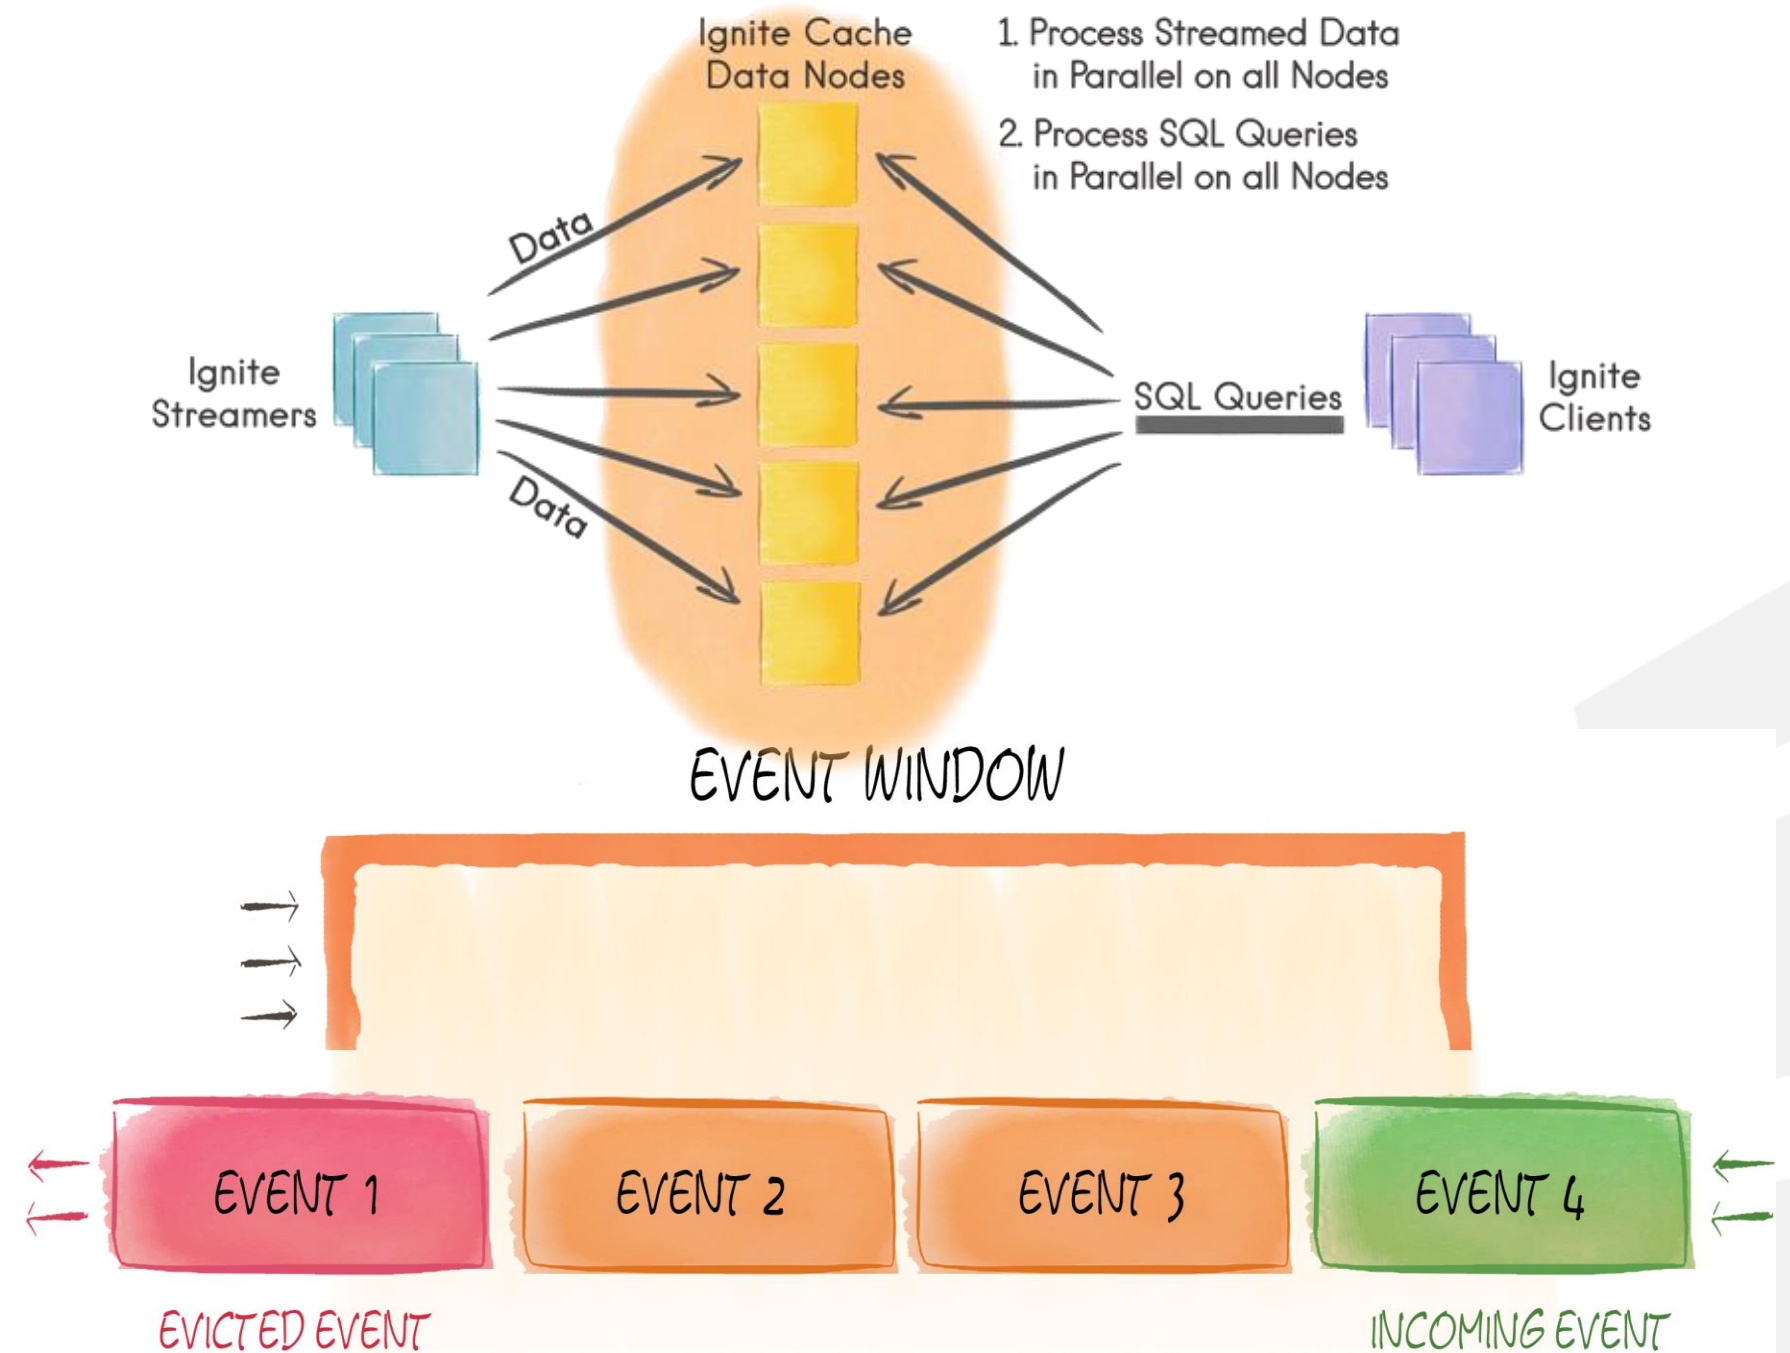 Ignite Cache
Data Nodes
1. Process Streamed Data
in Parallel on all Nodes
2. Process SQL Queries
in Parallel on all Nodes
Data
Ignite
Streamers
SQL Queries
Ignite
Clients
Data
EVENT WINDOW
EVENT 1
EVENT 2
EVENT 3
EVENT 4
EVICTED EVENT
INCOMING EVENT